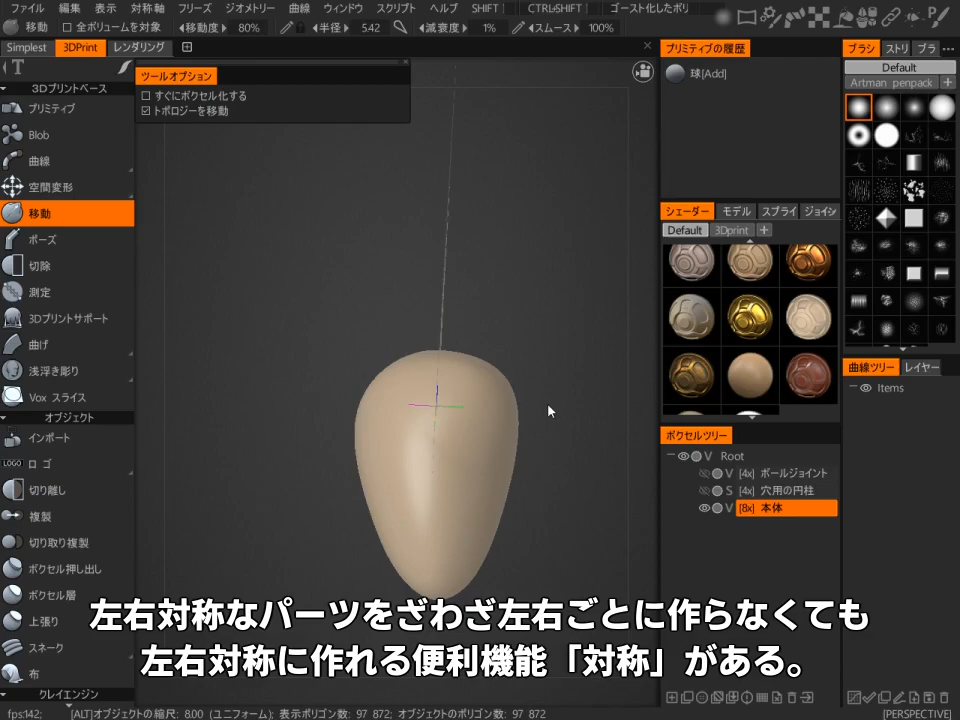 ファイル 編集 表示 対称軸 フリーズ ジオメトリー 曲線 ウィンドウ スクリプト ヘルプ SHIFT CTRL+SHIFT ゴースト化したポリ
移動 全ボリュームを対象 移動度 80% 半径 5.42 減衰度 1% スムース 100%
Simplest 3DPrint レンダリング
ツールオプション
すぐにボクセル化する
トポロジーを移動
3Dプリントベース
プリミティブ
Blob
曲線
空間変形
移動
ポーズ
切除
測定
3Dプリントサポート
曲げ
浅浮き彫り
Vox スライス
オブジェクト
インポート
LOGO ロ ゴ
切り離し
複製
切り取り複製
ボクセル押し出し
ボクセル層
上張り
スネーク
布
クレイエンジン
プリミティブの履歴
球[Add]
シェーダー モデル スプライ ジョイン
Default 3Dprint
ボクセルツリー
Root
V [4x] ボールジョイント
S [4x] 穴用の円柱
V [8x] 本体
ブラシ ストリ ブラ
Default
Artman penpack
曲線ツリー レイヤー
Items
左右対称なパーツをざわざ左右ごとに作らなくても
左右対称に作れる便利機能「対称」がある。
fps:142; [ALT]オブジェクトの縮尺: 8.00 (ユニフォーム); 表示ポリゴン数: 97 872; オブジェクトのポリゴン数: 97 872 [PERSPECTIVE]